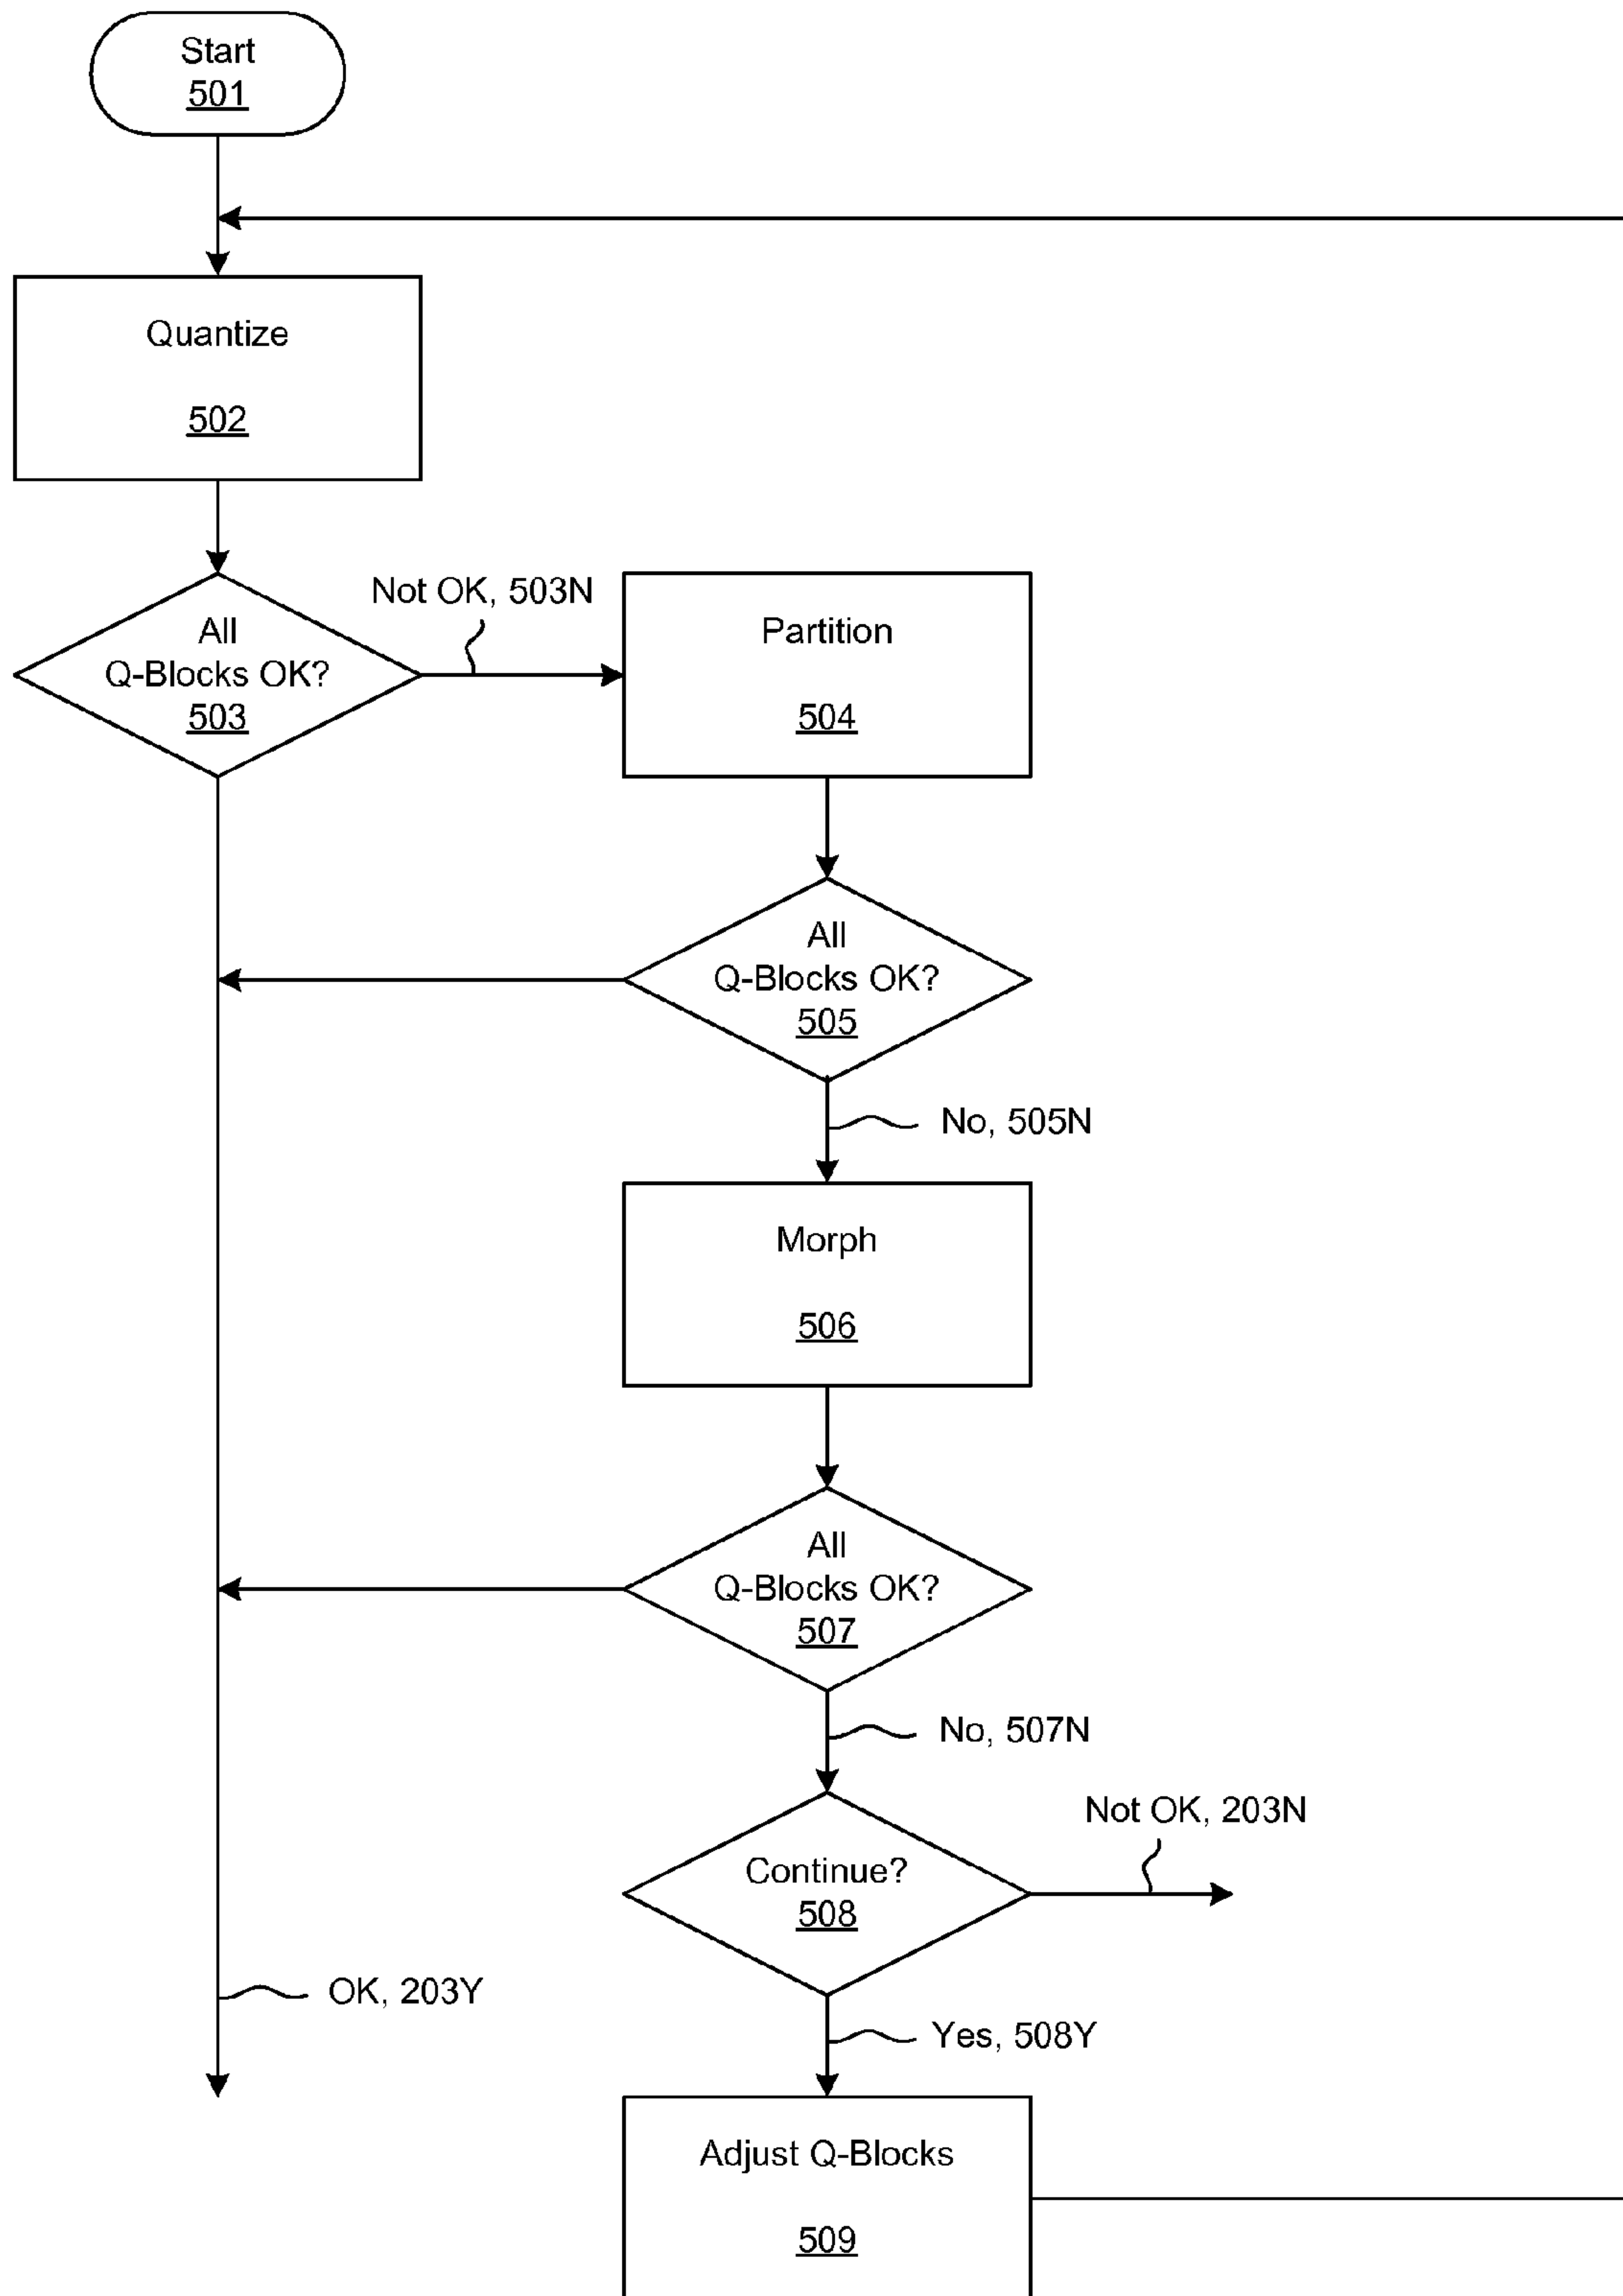 Start
501
Quantize
502
All
Q-Blocks OK?
503
Not OK, 503N
Partition
504
All
Q-Blocks OK?
505
No, 505N
Morph
506
All
Q-Blocks OK?
507
No, 507N
Continue?
508
Not OK, 203N
OK, 203Y
Yes, 508Y
Adjust Q-Blocks
509